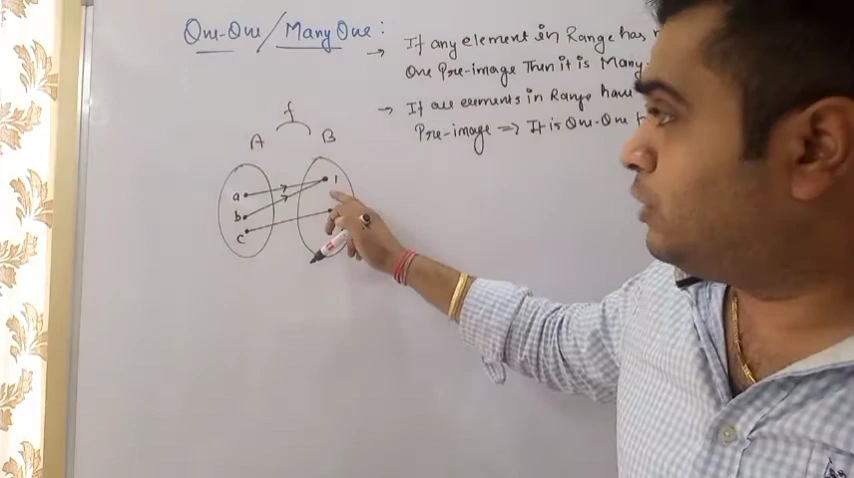 One-One / Many One :
→ If any element in Range has
One Pre-image Then it is Many-
→ If all elements in Range have
Pre-image ⇒ It is One-One
f
A B
a 1
b
c